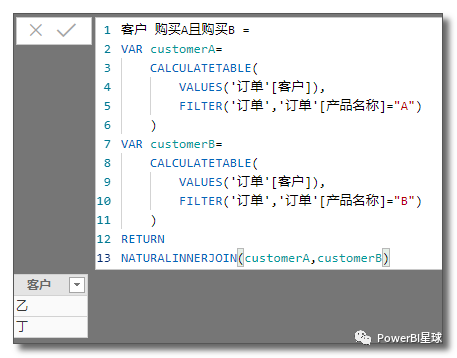 1 客户 购买A且购买B =
2 VAR customerA=
3 CALCULATETABLE(
4 VALUES('订单'[客户]),
5 FILTER('订单','订单'[产品名称]="A")
6 )
7 VAR customerB=
8 CALCULATETABLE(
9 VALUES('订单'[客户]),
10 FILTER('订单','订单'[产品名称]="B")
11 )
12 RETURN
13 NATURALINNERJOIN(customerA,customerB)
客户
乙
丁
PowerBI星球